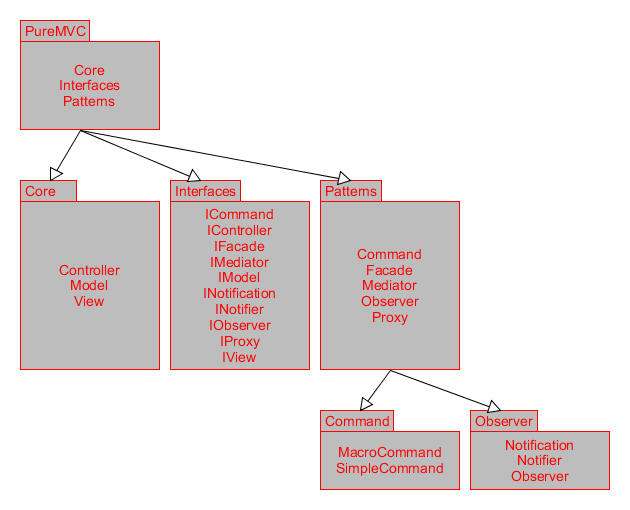 PureMVC
Core
Interfaces
Patterns
Core
Controller
Model
View
Interfaces
ICommand
IController
IFacade
IMediator
IModel
INotification
INotifier
IObserver
IProxy
IView
Patterns
Command
Facade
Mediator
Observer
Proxy
Command
MacroCommand
SimpleCommand
Observer
Notification
Notifier
Observer